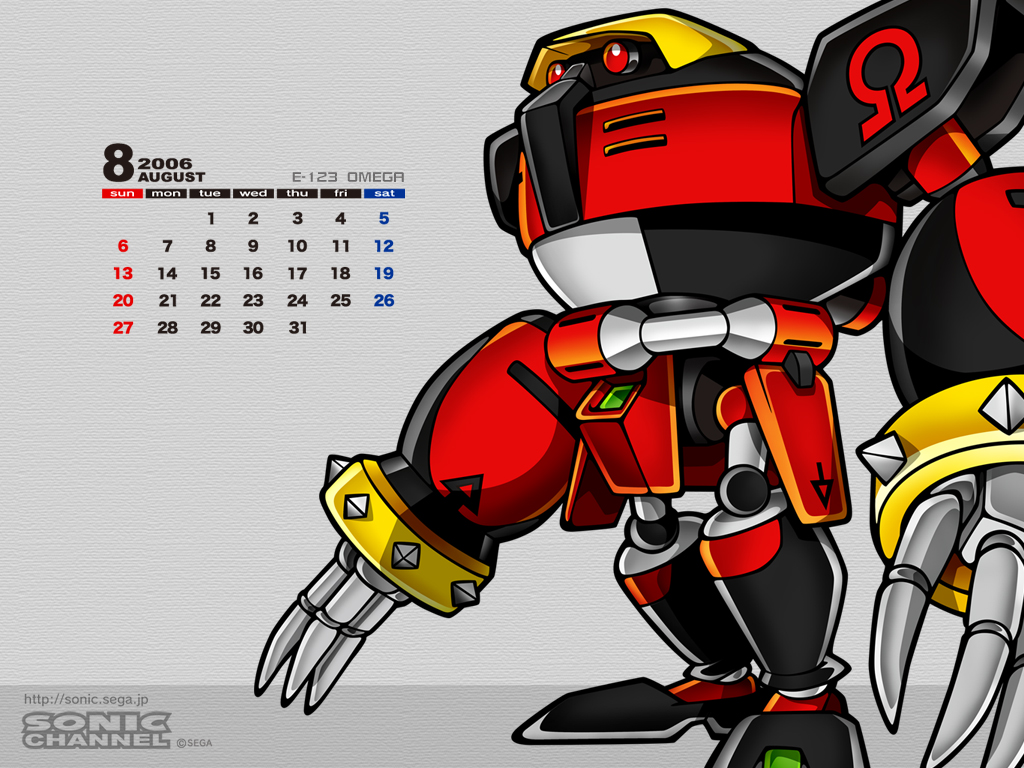 8 2006
AUGUST
E-123 OMEGA
sun mon tue wed thu fri sat
1 2 3 4 5
6 7 8 9 10 11 12
13 14 15 16 17 18 19
20 21 22 23 24 25 26
27 28 29 30 31
Ω
http://sonic.sega.jp
SONIC
CHANNEL ©SEGA